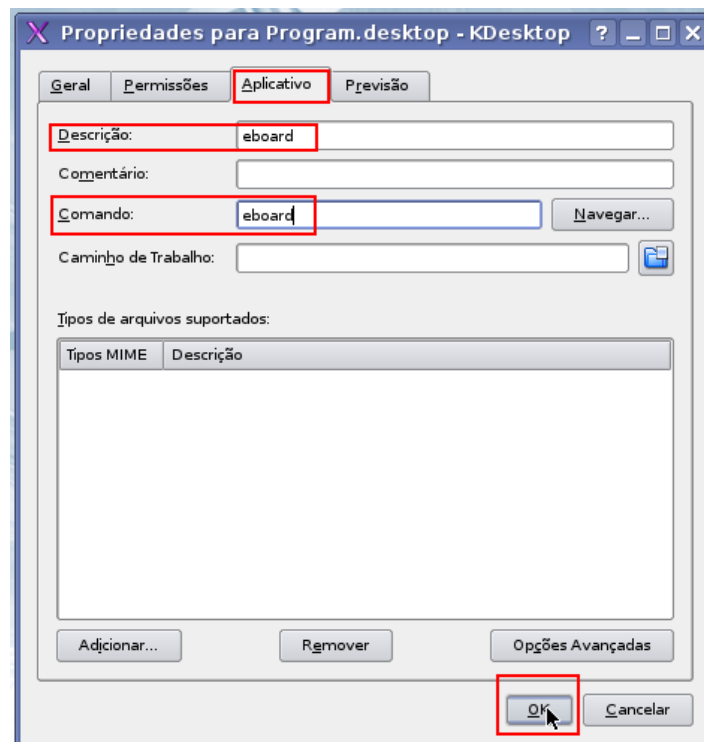 Propriedades para Program.desktop - KDesktop
Geral Permissões Aplicativo Previsão
Descrição: eboard
Comentário:
Comando: eboard Navegar...
Caminho de Trabalho:
Tipos de arquivos suportados:
Tipos MIME Descrição
Adicionar... Remover Opções Avançadas
OK Cancelar